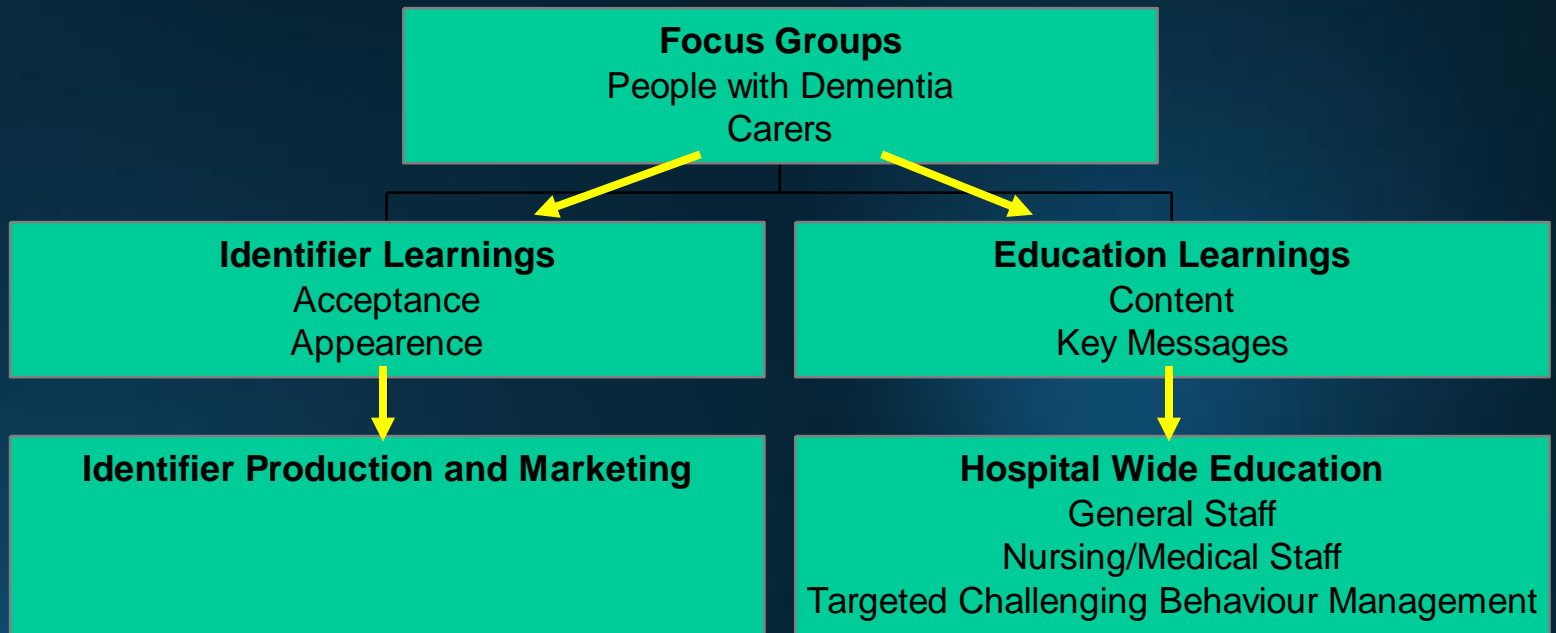 Focus Groups
People with Dementia
Carers
Identifier Learnings
Acceptance
Appearence
Education Learnings
Content
Key Messages
Identifier Production and Marketing
Hospital Wide Education
General Staff
Nursing/Medical Staff
Targeted Challenging Behaviour Management